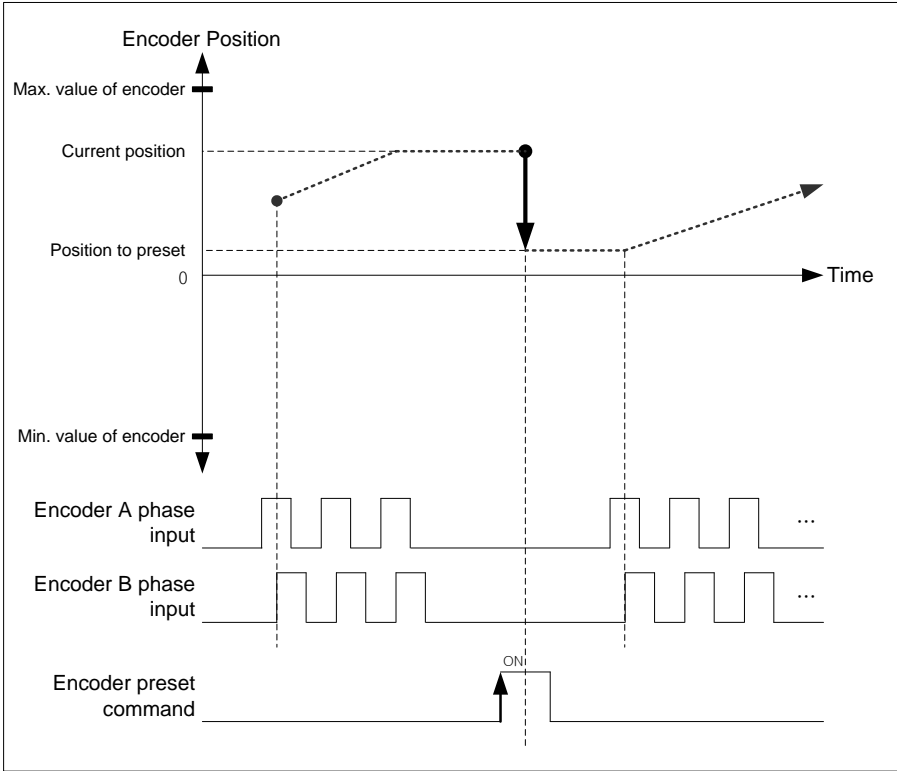 Encoder Position
Max. value of encoder
Current position
Position to preset
0
Time
Min. value of encoder
Encoder A phase
input
...
Encoder B phase
input
...
ON
Encoder preset
command